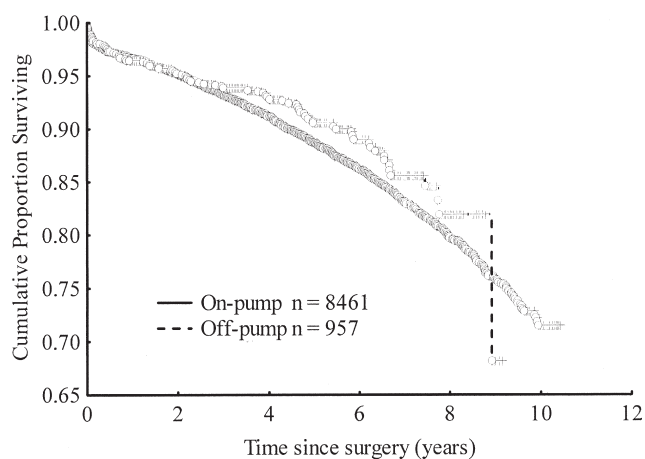 1.00
0.95
0.90
0.85
0.80
0.75
0.70
0.65
Cumulative Proportion Surviving
On-pump n = 8461
Off-pump n = 957
0 2 4 6 8 10 12
Time since surgery (years)